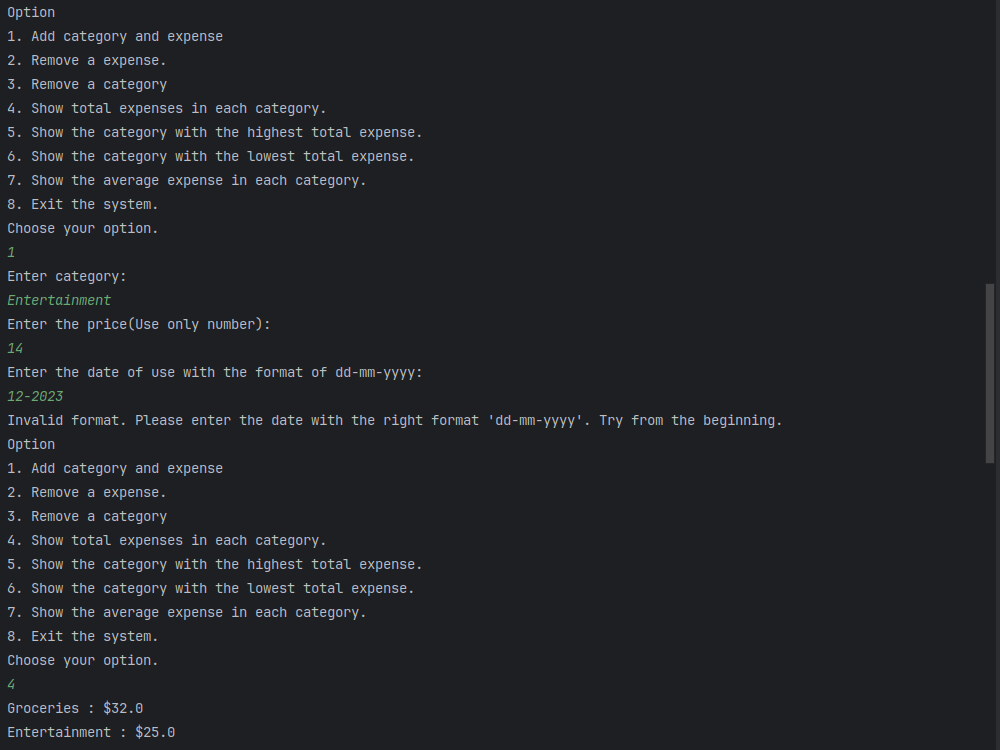 Option
1. Add category and expense
2. Remove a expense.
3. Remove a category
4. Show total expenses in each category.
5. Show the category with the highest total expense.
6. Show the category with the lowest total expense.
7. Show the average expense in each category.
8. Exit the system.
Choose your option.
1
Enter category:
Entertainment
Enter the price(Use only number):
14
Enter the date of use with the format of dd-mm-yyyy:
12-2023
Invalid format. Please enter the date with the right format 'dd-mm-yyyy'. Try from the beginning.
Option
1. Add category and expense
2. Remove a expense.
3. Remove a category
4. Show total expenses in each category.
5. Show the category with the highest total expense.
6. Show the category with the lowest total expense.
7. Show the average expense in each category.
8. Exit the system.
Choose your option.
4
Groceries : $32.0
Entertainment : $25.0